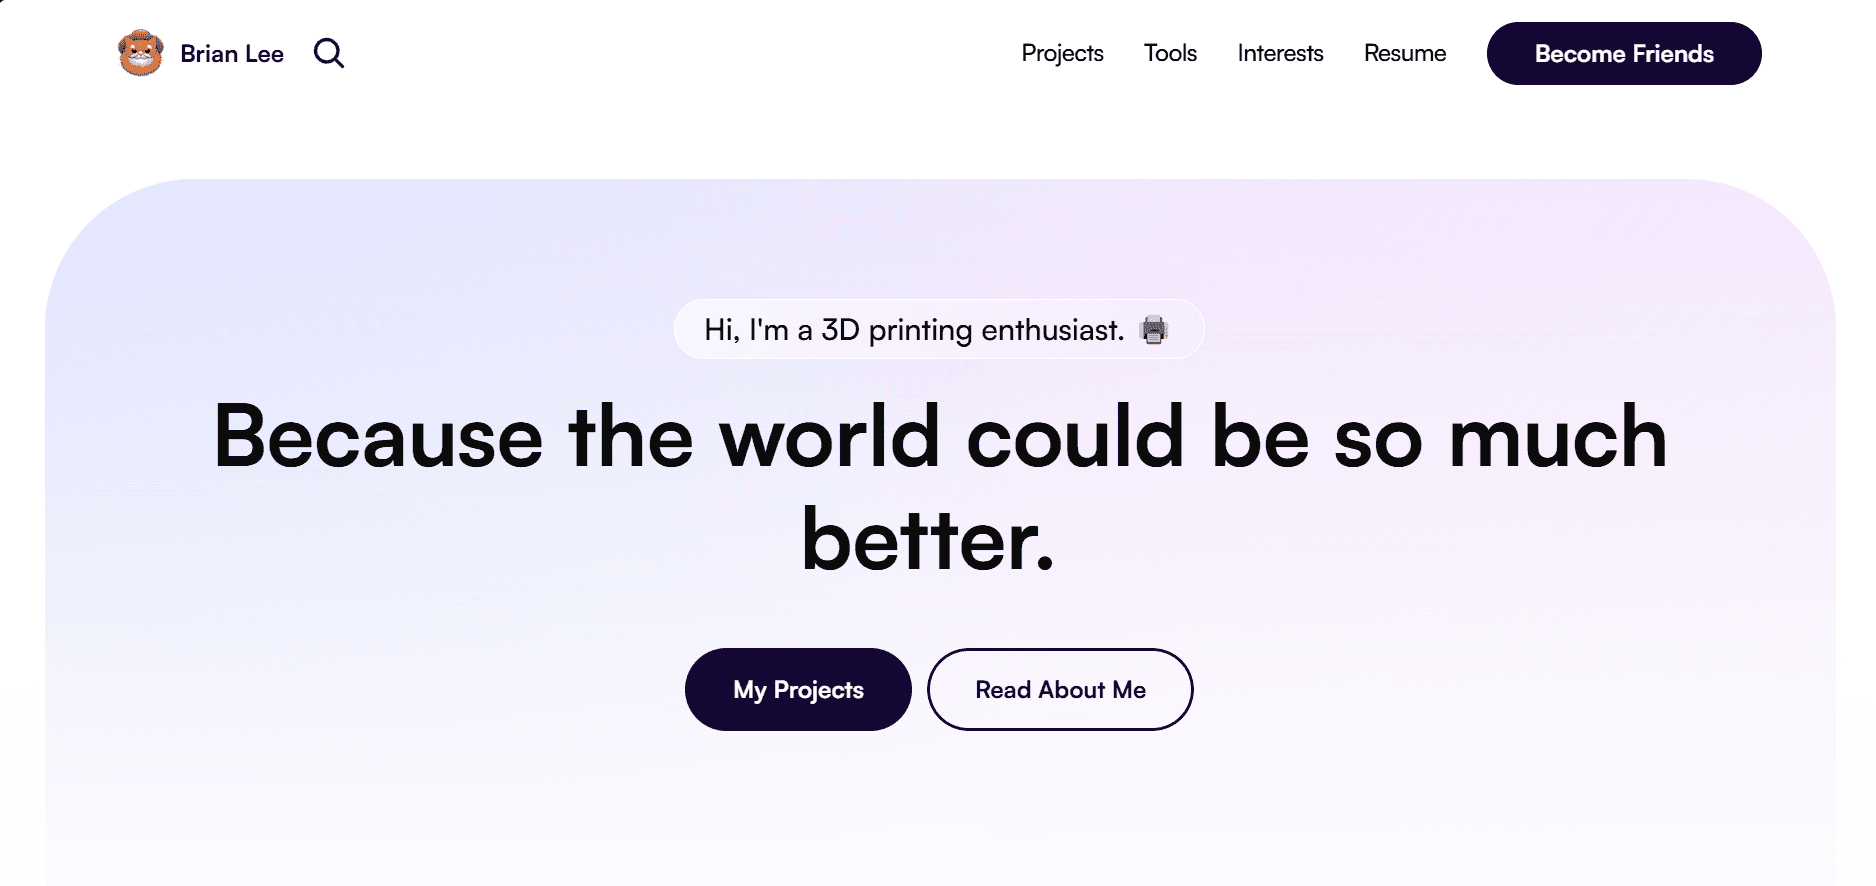 Brian Lee
Projects
Tools
Interests
Resume
Become Friends
Hi, I'm a 3D printing enthusiast.
Because the world could be so much
better.
My Projects
Read About Me